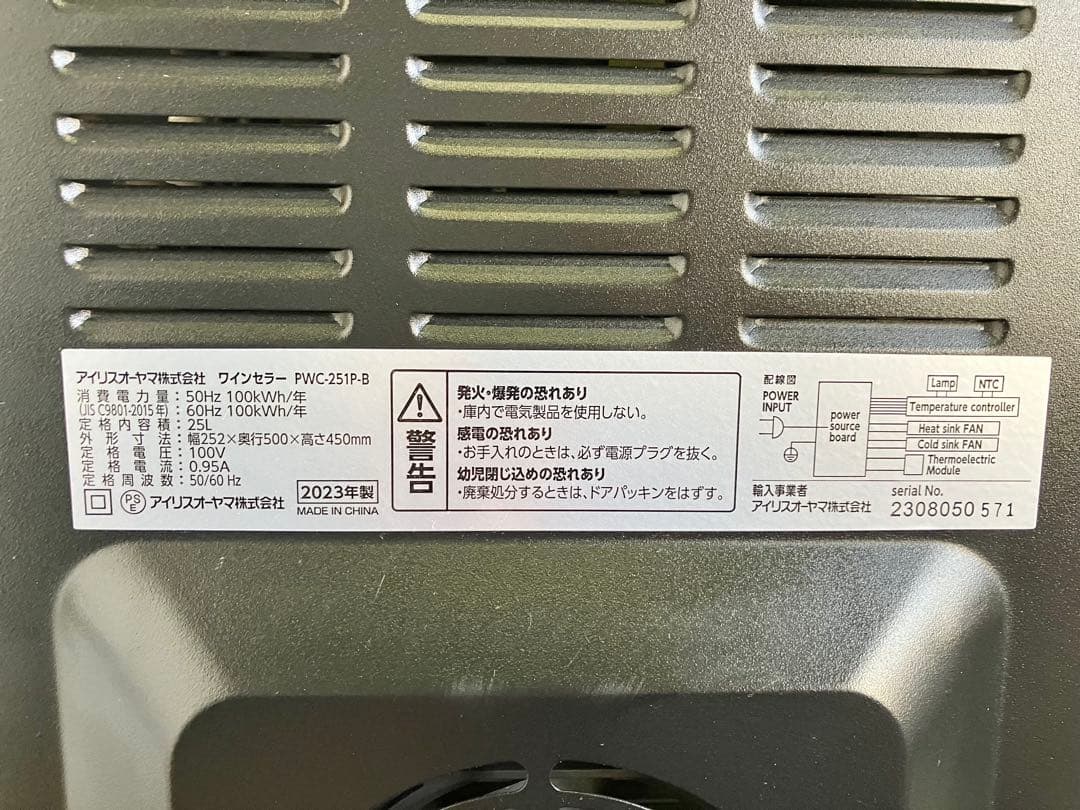 アイリスオーヤマ株式会社 ワインセラー PWC-251P-B
消費電力量：50Hz 100kWh/年
(JIS C9801-2015年)：60Hz 100kWh/年
定格内容積：25L
外形寸法：幅252×奥行500×高さ450mm
定格電圧：100V
定格電流：0.95A
定格周波数：50/60 Hz
PS
E
アイリスオーヤマ株式会社
2023年製
MADE IN CHINA
警告
発火・爆発の恐れあり
・庫内で電気製品を使用しない。
感電の恐れあり
・お手入れのときは、必ず電源プラグを抜く。
幼児閉じ込めの恐れあり
・廃棄処分するときは、ドアパッキンをはずす。
配線図
POWER
INPUT
power
source
board
Lamp
NTC
Temperature controller
Heat sink FAN
Cold sink FAN
Thermoelectric
Module
輸入事業者
アイリスオーヤマ株式会社
serial No.
2308050 571